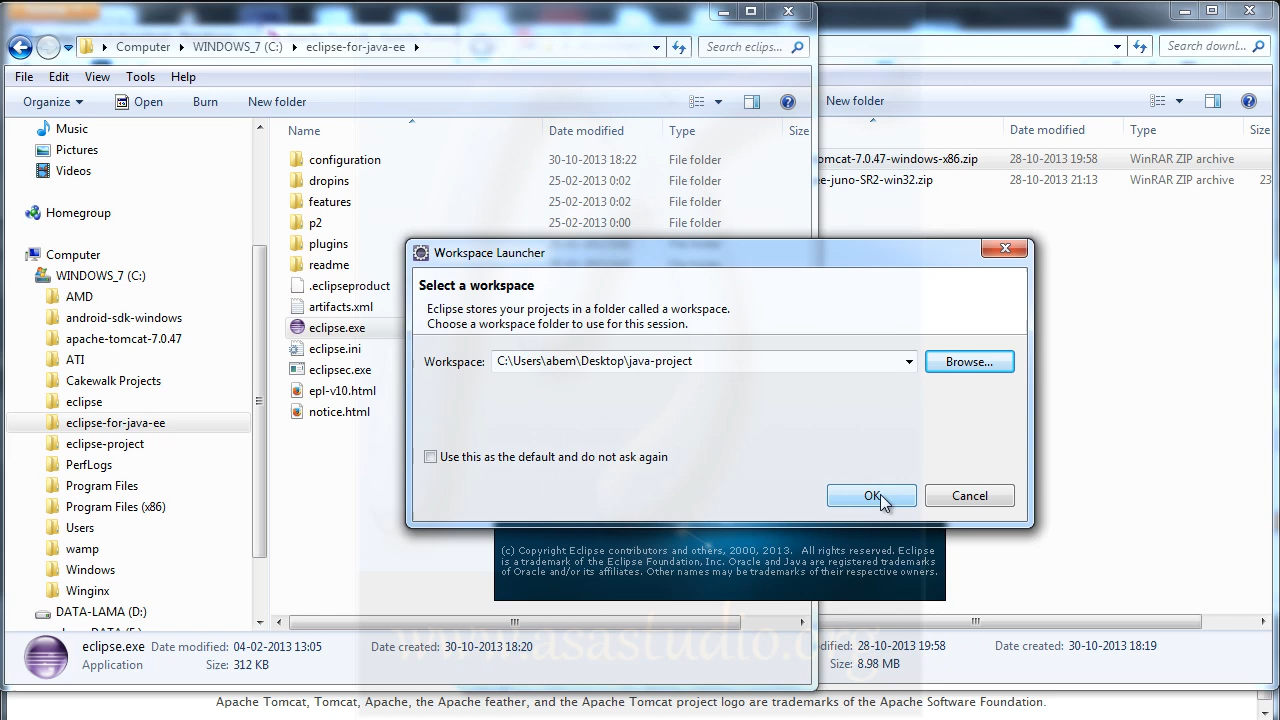 Computer WINDOWS_7 (C:) eclipse-for-java-ee
Search eclips...
Search downl...
File Edit View Tools Help
Organize Open Burn New folder
New folder
Music
Pictures
Videos
Homegroup
Computer
WINDOWS_7 (C:)
AMD
android-sdk-windows
apache-tomcat-7.0.47
ATI
Cakewalk Projects
eclipse
eclipse-for-java-ee
eclipse-project
PerfLogs
Program Files
Program Files (x86)
Users
wamp
Windows
Winginx
DATA-LAMA (D:)
Name Date modified Type Size
configuration 30-10-2013 18:22 File folder
dropins 25-02-2013 0:02 File folder
features 25-02-2013 0:02 File folder
p2 25-02-2013 0:00 File folder
plugins
readme
.eclipseproduct
artifacts.xml
eclipse.exe
eclipse.ini
eclipsec.exe
epl-v10.html
notice.html
Date modified Type Size
omcat-7.0.47-windows-x86.zip 28-10-2013 19:58 WinRAR ZIP archive
ee-juno-SR2-win32.zip 28-10-2013 21:13 WinRAR ZIP archive 23
Workspace Launcher
Select a workspace
Eclipse stores your projects in a folder called a workspace.
Choose a workspace folder to use for this session.
Workspace: C:\Users\abem\Desktop\java-project Browse...
Use this as the default and do not ask again
OK Cancel
(c) Copyright Eclipse contributors and others, 2000, 2013. All rights reserved. Eclipse
is a trademark of the Eclipse Foundation, Inc. Oracle and Java are registered trademarks
of Oracle and/or its affiliates. Other names may be trademarks of their respective owners.
eclipse.exe Date modified: 04-02-2013 13:05 Date created: 30-10-2013 18:20
Application Size: 312 KB
dified: 28-10-2013 19:58 Date created: 30-10-2013 18:19
Size: 8.98 MB
www.asastudio.org
Apache Tomcat, Tomcat, Apache, the Apache feather, and the Apache Tomcat project logo are trademarks of the Apache Software Foundation.